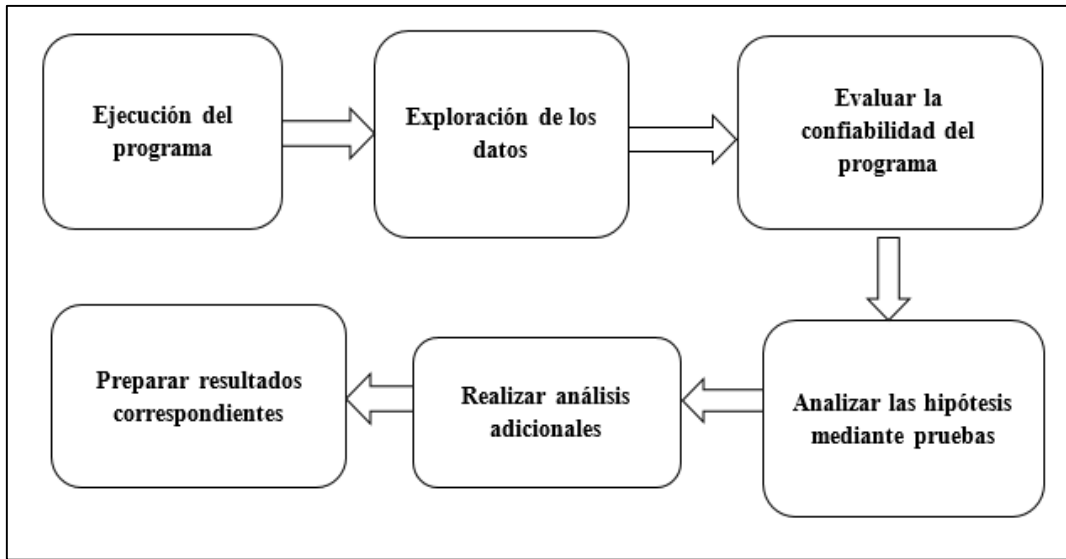 Ejecución del
programa
Exploración de los
datos
Evaluar la
confiabilidad del
programa
Analizar las hipótesis
mediante pruebas
Realizar análisis
adicionales
Preparar resultados
correspondientes